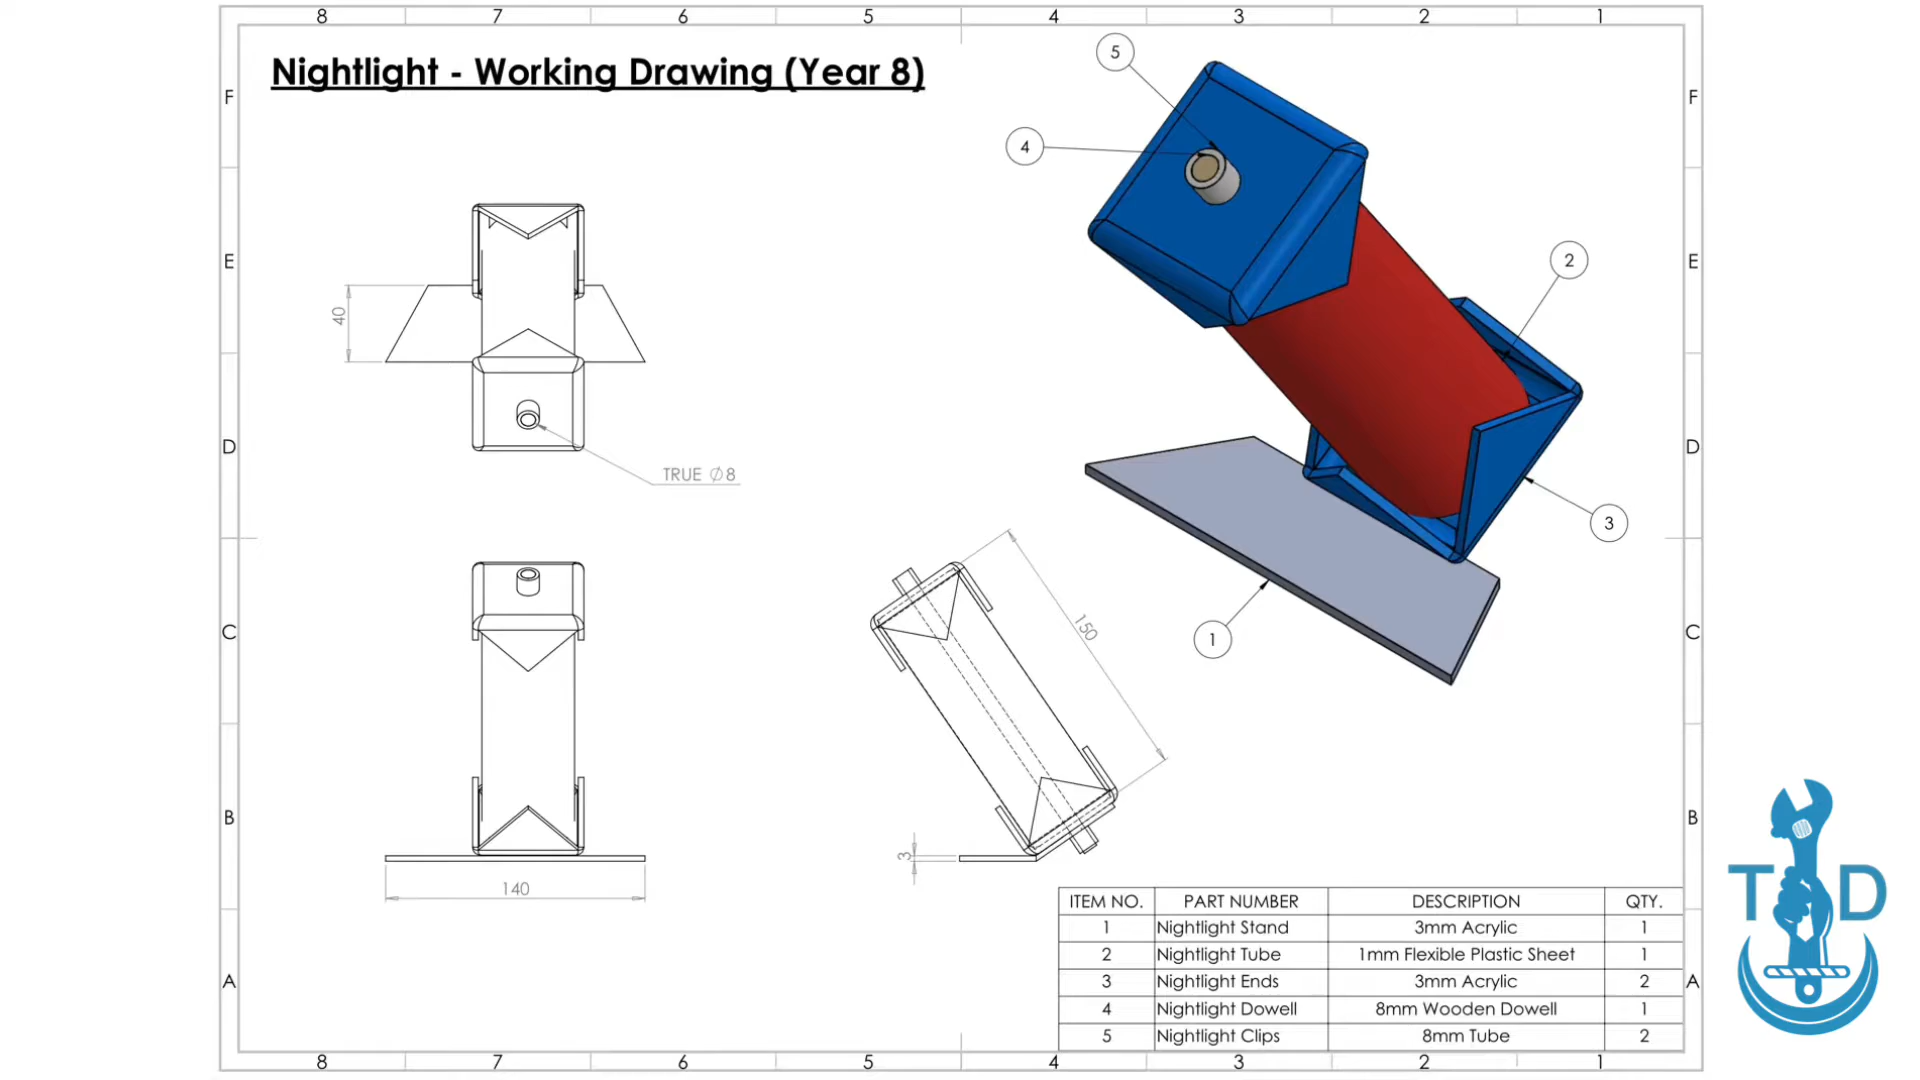 8 7 6 5 4 3 2 1
Nightlight - Working Drawing (Year 8)
5
F F
4
E 2 E
40
D D
TRUE Ø8
3
C 150 C
1
B 3 B
140
T D
ITEM NO. PART NUMBER DESCRIPTION QTY.
1 Nightlight Stand 3mm Acrylic 1
2 Nightlight Tube 1mm Flexible Plastic Sheet 1
A 3 Nightlight Ends 3mm Acrylic 2 A
4 Nightlight Dowell 8mm Wooden Dowell 1
5 Nightlight Clips 8mm Tube 2
8 7 6 5 4 3 2 1